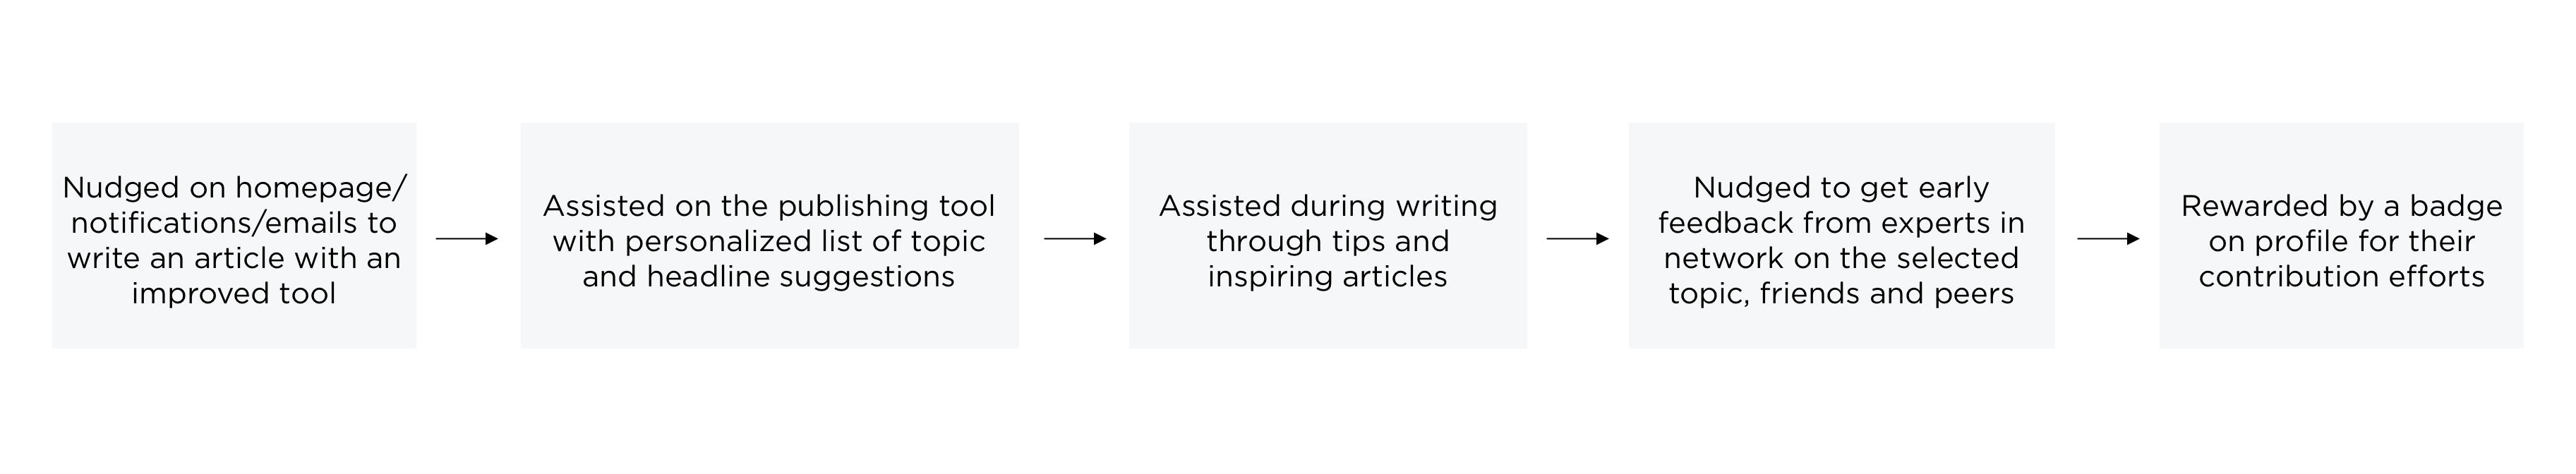 Nudged on homepage/
notifications/emails to
write an article with an
improved tool
Assisted on the publishing tool
with personalized list of topic
and headline suggestions
Assisted during writing
through tips and
inspiring articles
Nudged to get early
feedback from experts in
network on the selected
topic, friends and peers
Rewarded by a badge
on profile for their
contribution efforts